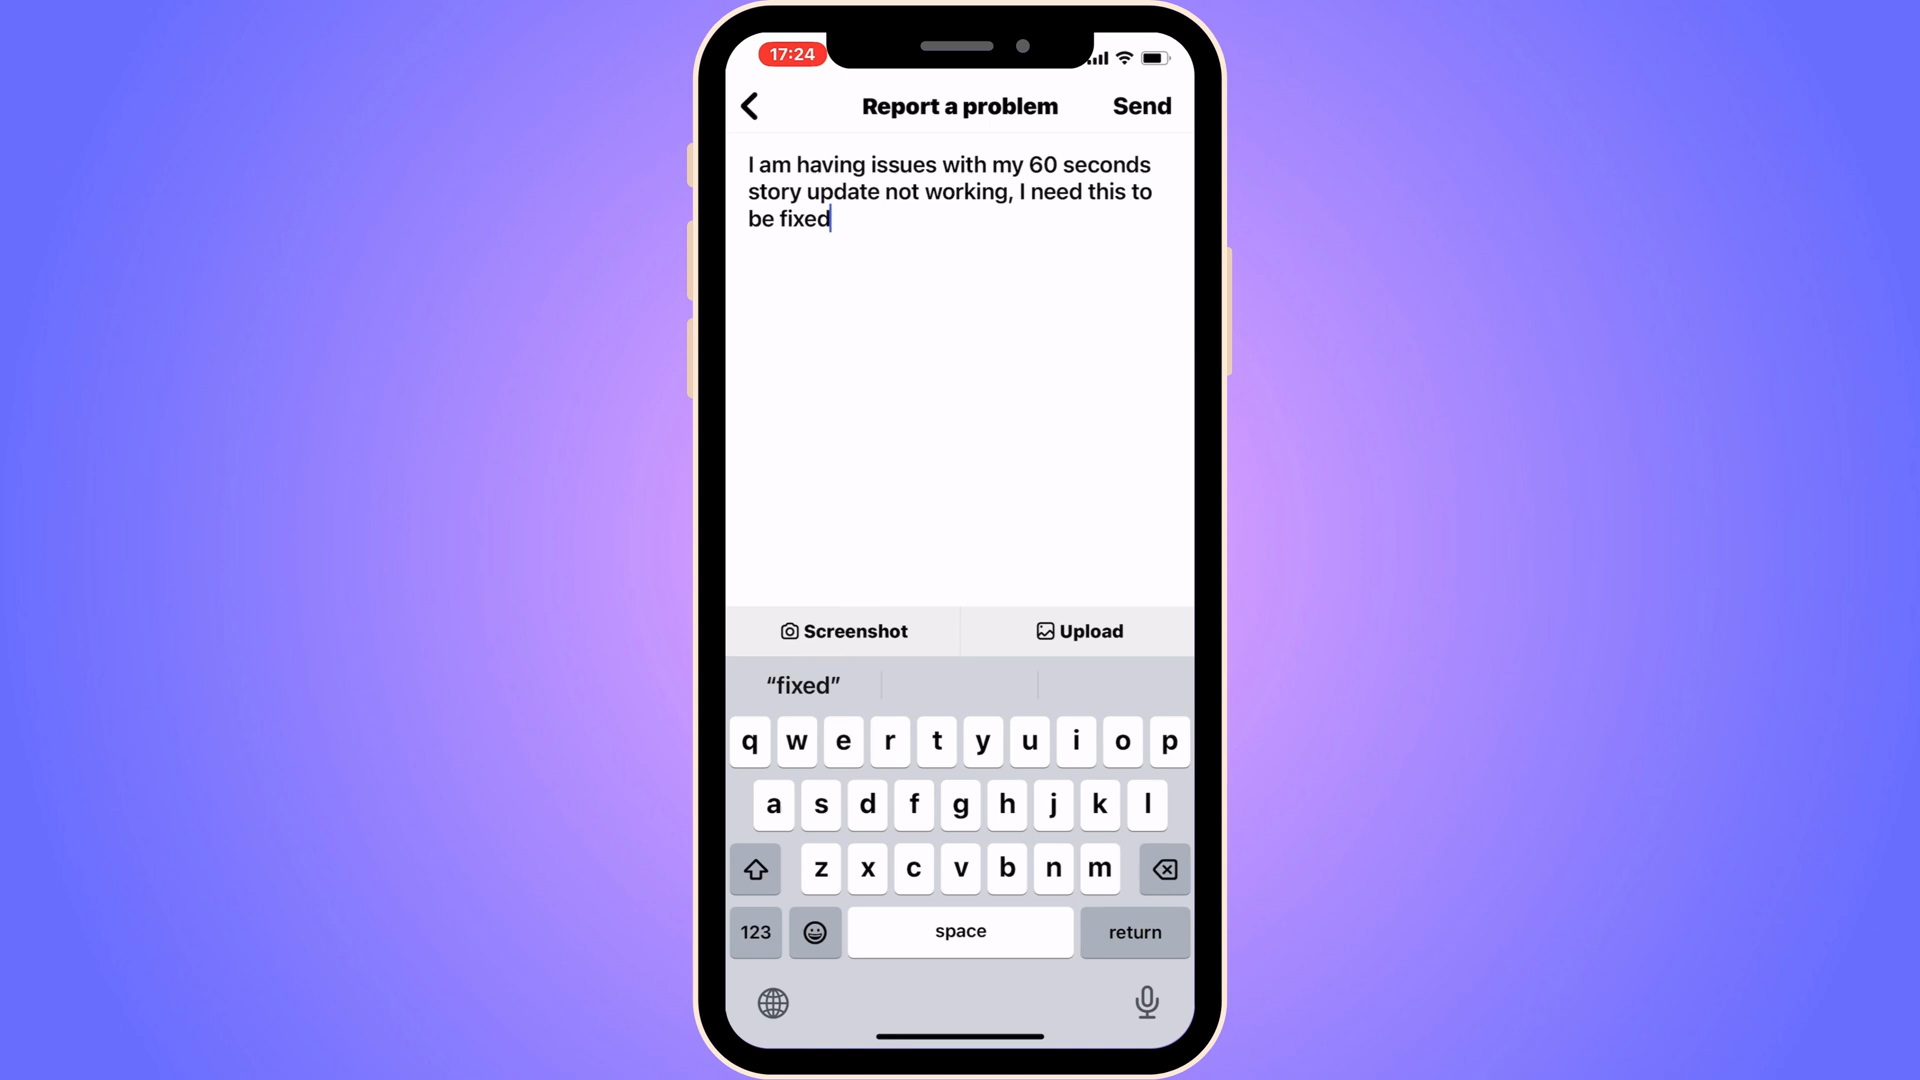 17:24
Report a problem
Send
I am having issues with my 60 seconds
story update not working, I need this to
be fixed
Screenshot
Upload
“fixed”
q w e r t y u i o p
a s d f g h j k l
z x c v b n m
123
space
return